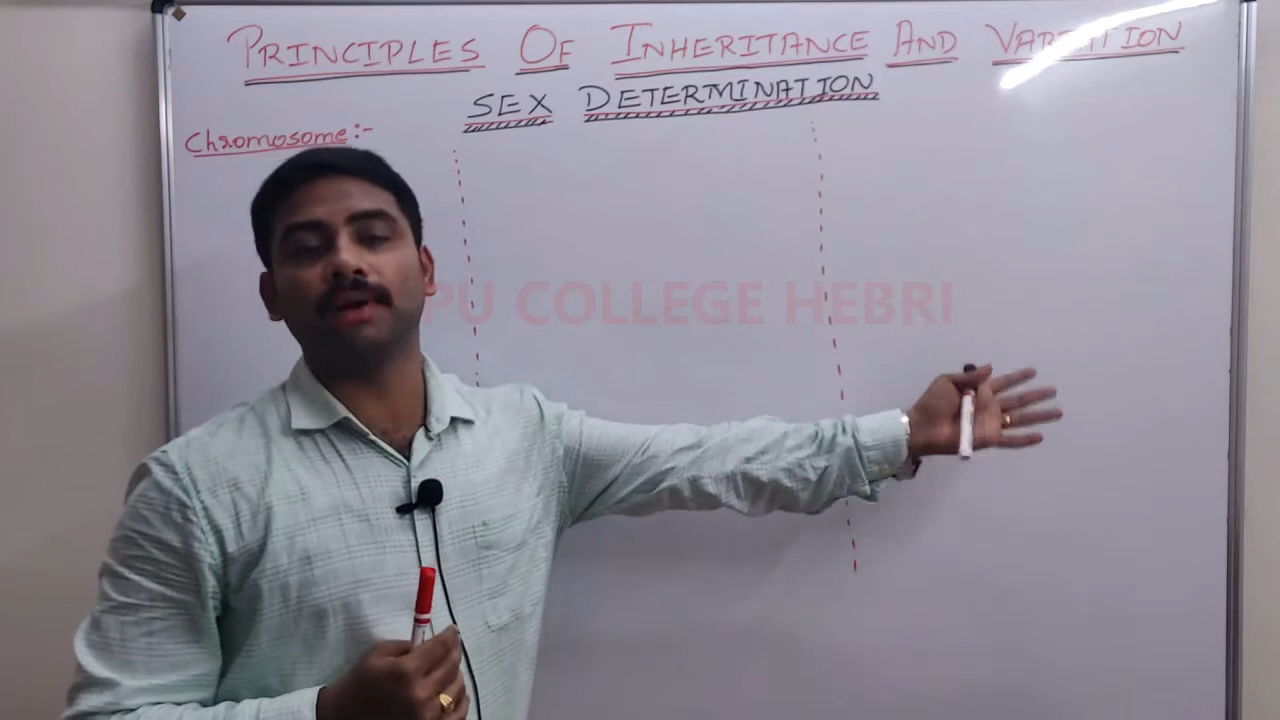 PRINCIPLES OF INHERITANCE AND VARIATION
SEX DETERMINATION
Chromosome:-
PU COLLEGE HEBRI